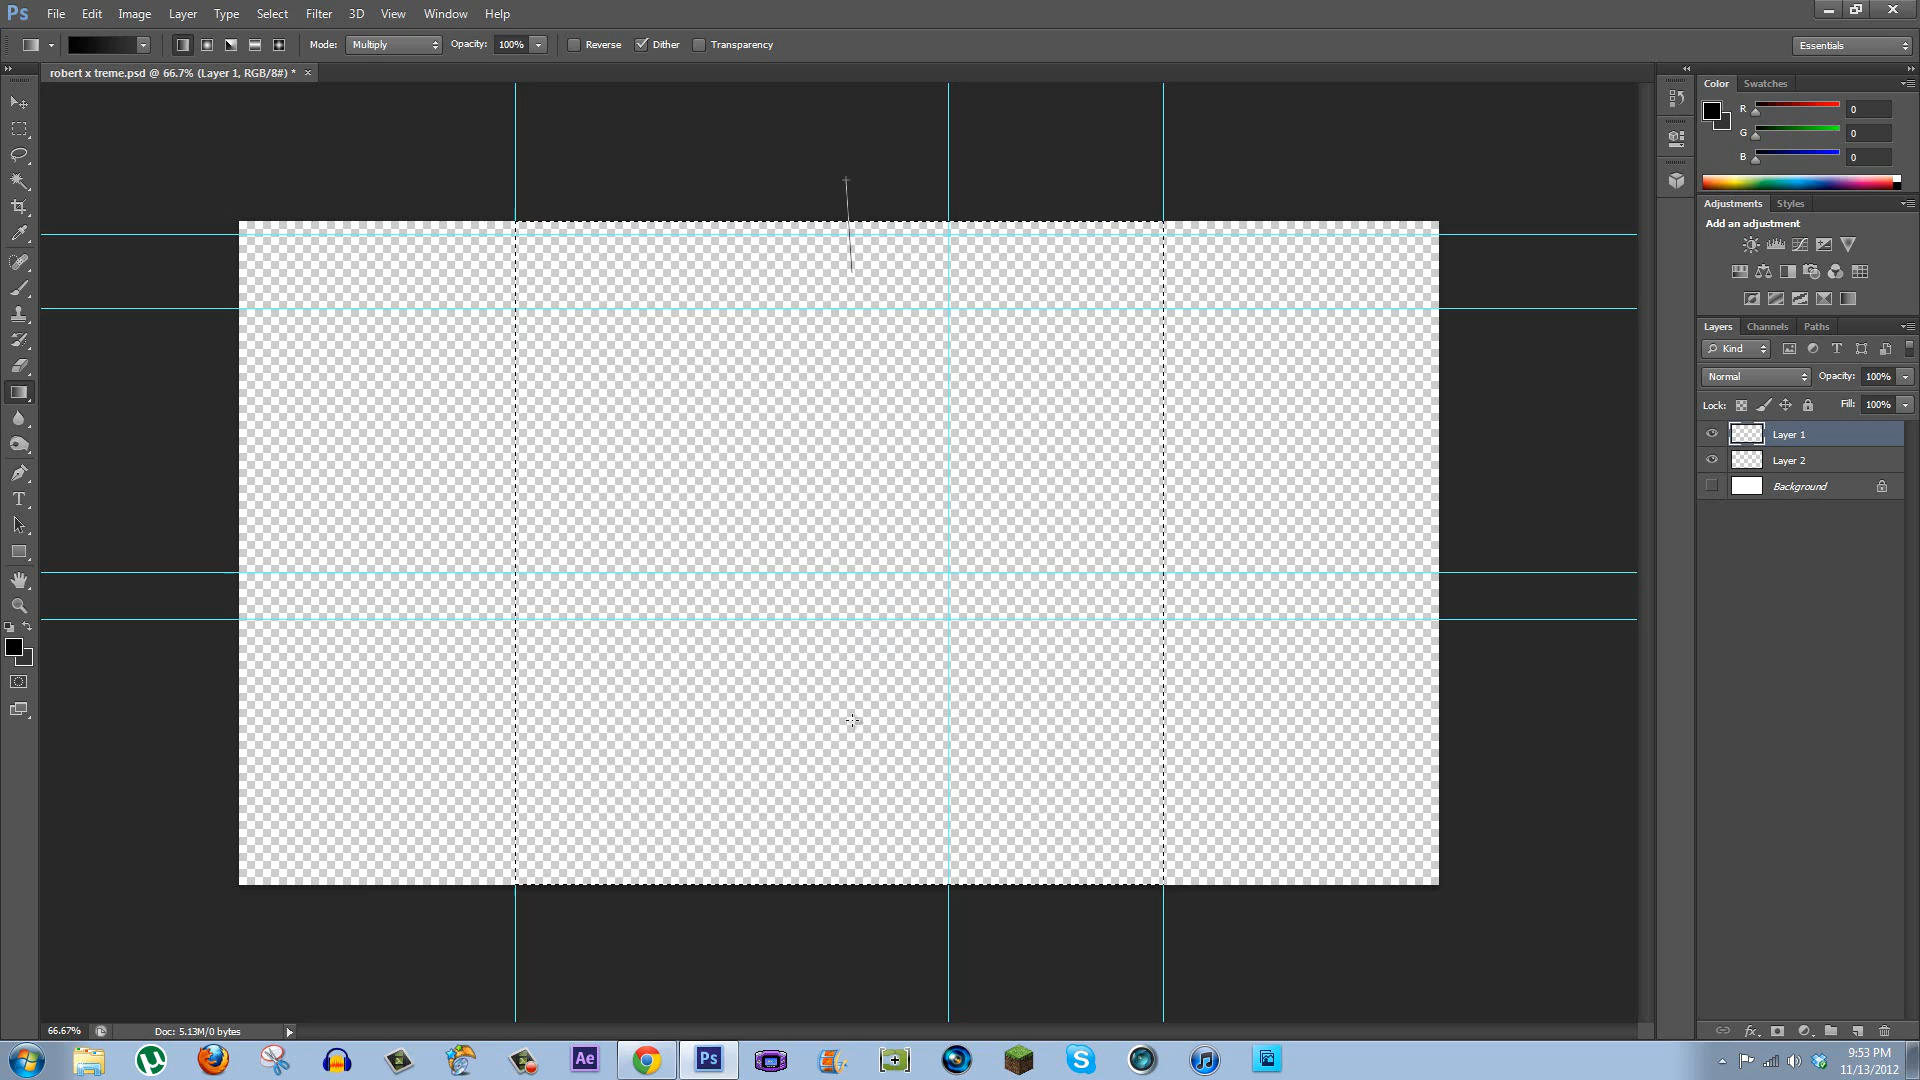 Ps File Edit Image Layer Type Select Filter 3D View Window Help
Mode: Multiply Opacity: 100% Reverse Dither Transparency Essentials
robert x treme.psd @ 66.7% (Layer 1, RGB/8#) * ×
Color Swatches
R 0
G 0
B 0
Adjustments Styles
Add an adjustment
Layers Channels Paths
Kind
Normal Opacity: 100%
Lock: Fill: 100%
Layer 1
Layer 2
Background
66.67% Doc: 5.13M/0 bytes
fx
Ae Ps
9:53 PM
11/13/2012